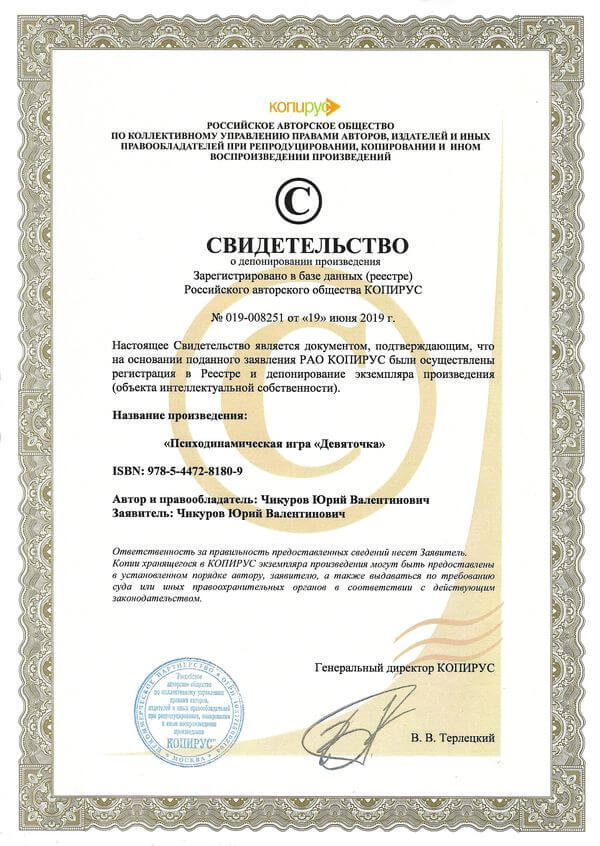 КОПИРУС
РОССИЙСКОЕ АВТОРСКОЕ ОБЩЕСТВО
ПО КОЛЛЕКТИВНОМУ УПРАВЛЕНИЮ ПРАВАМИ АВТОРОВ, ИЗДАТЕЛЕЙ И ИНЫХ
ПРАВООБЛАДАТЕЛЕЙ ПРИ РЕПРОДУЦИРОВАНИИ, КОПИРОВАНИИ И ИНОМ
ВОСПРОИЗВЕДЕНИИ ПРОИЗВЕДЕНИЙ
©
СВИДЕТЕЛЬСТВО
о депонировании произведения
Зарегистрировано в базе данных (реестре)
Российского авторского общества КОПИРУС
№ 019-008251 от «19» июня 2019 г.
Настоящее Свидетельство является документом, подтверждающим, что
на основании поданного заявления РАО КОПИРУС были осуществлены
регистрация в Реестре и депонирование экземпляра произведения
(объекта интеллектуальной собственности).
Название произведения:
«Психодинамическая игра «Девяточка»
ISBN: 978-5-4472-8180-9
Автор и правообладатель: Чикуров Юрий Валентинович
Заявитель: Чикуров Юрий Валентинович
Ответственность за правильность предоставленных сведений несет Заявитель.
Копии хранящегося в КОПИРУС экземпляра произведения могут быть предоставлены
в установленном порядке автору, заявителю, а также выдаваться по требованию
суда или иных правоохранительных органов в соответствии с действующим
законодательством.
Генеральный директор КОПИРУС
В. В. Терлецкий
НЕКОММЕРЧЕСКОЕ ПАРТНЕРСТВО
ОГРН
Российское
авторское общество
по коллективному управлению
правами авторов,
издателей и иных правообладателей
при репродуцировании, копировании
и ином воспроизведении
произведений
"КОПИРУС"
МОСКВА